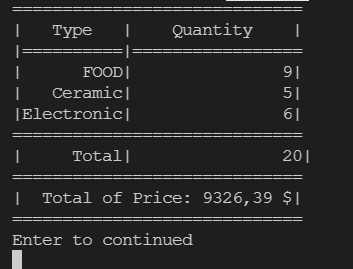 =============================
|   Type   |    Quantity    |
|==========|=================
|      FOOD|               9|
|   Ceramic|               5|
|Electronic|               6|
=============================
|     Total|               20|
=============================
|  Total of Price: 9326,39 $|
=============================
Enter to continued